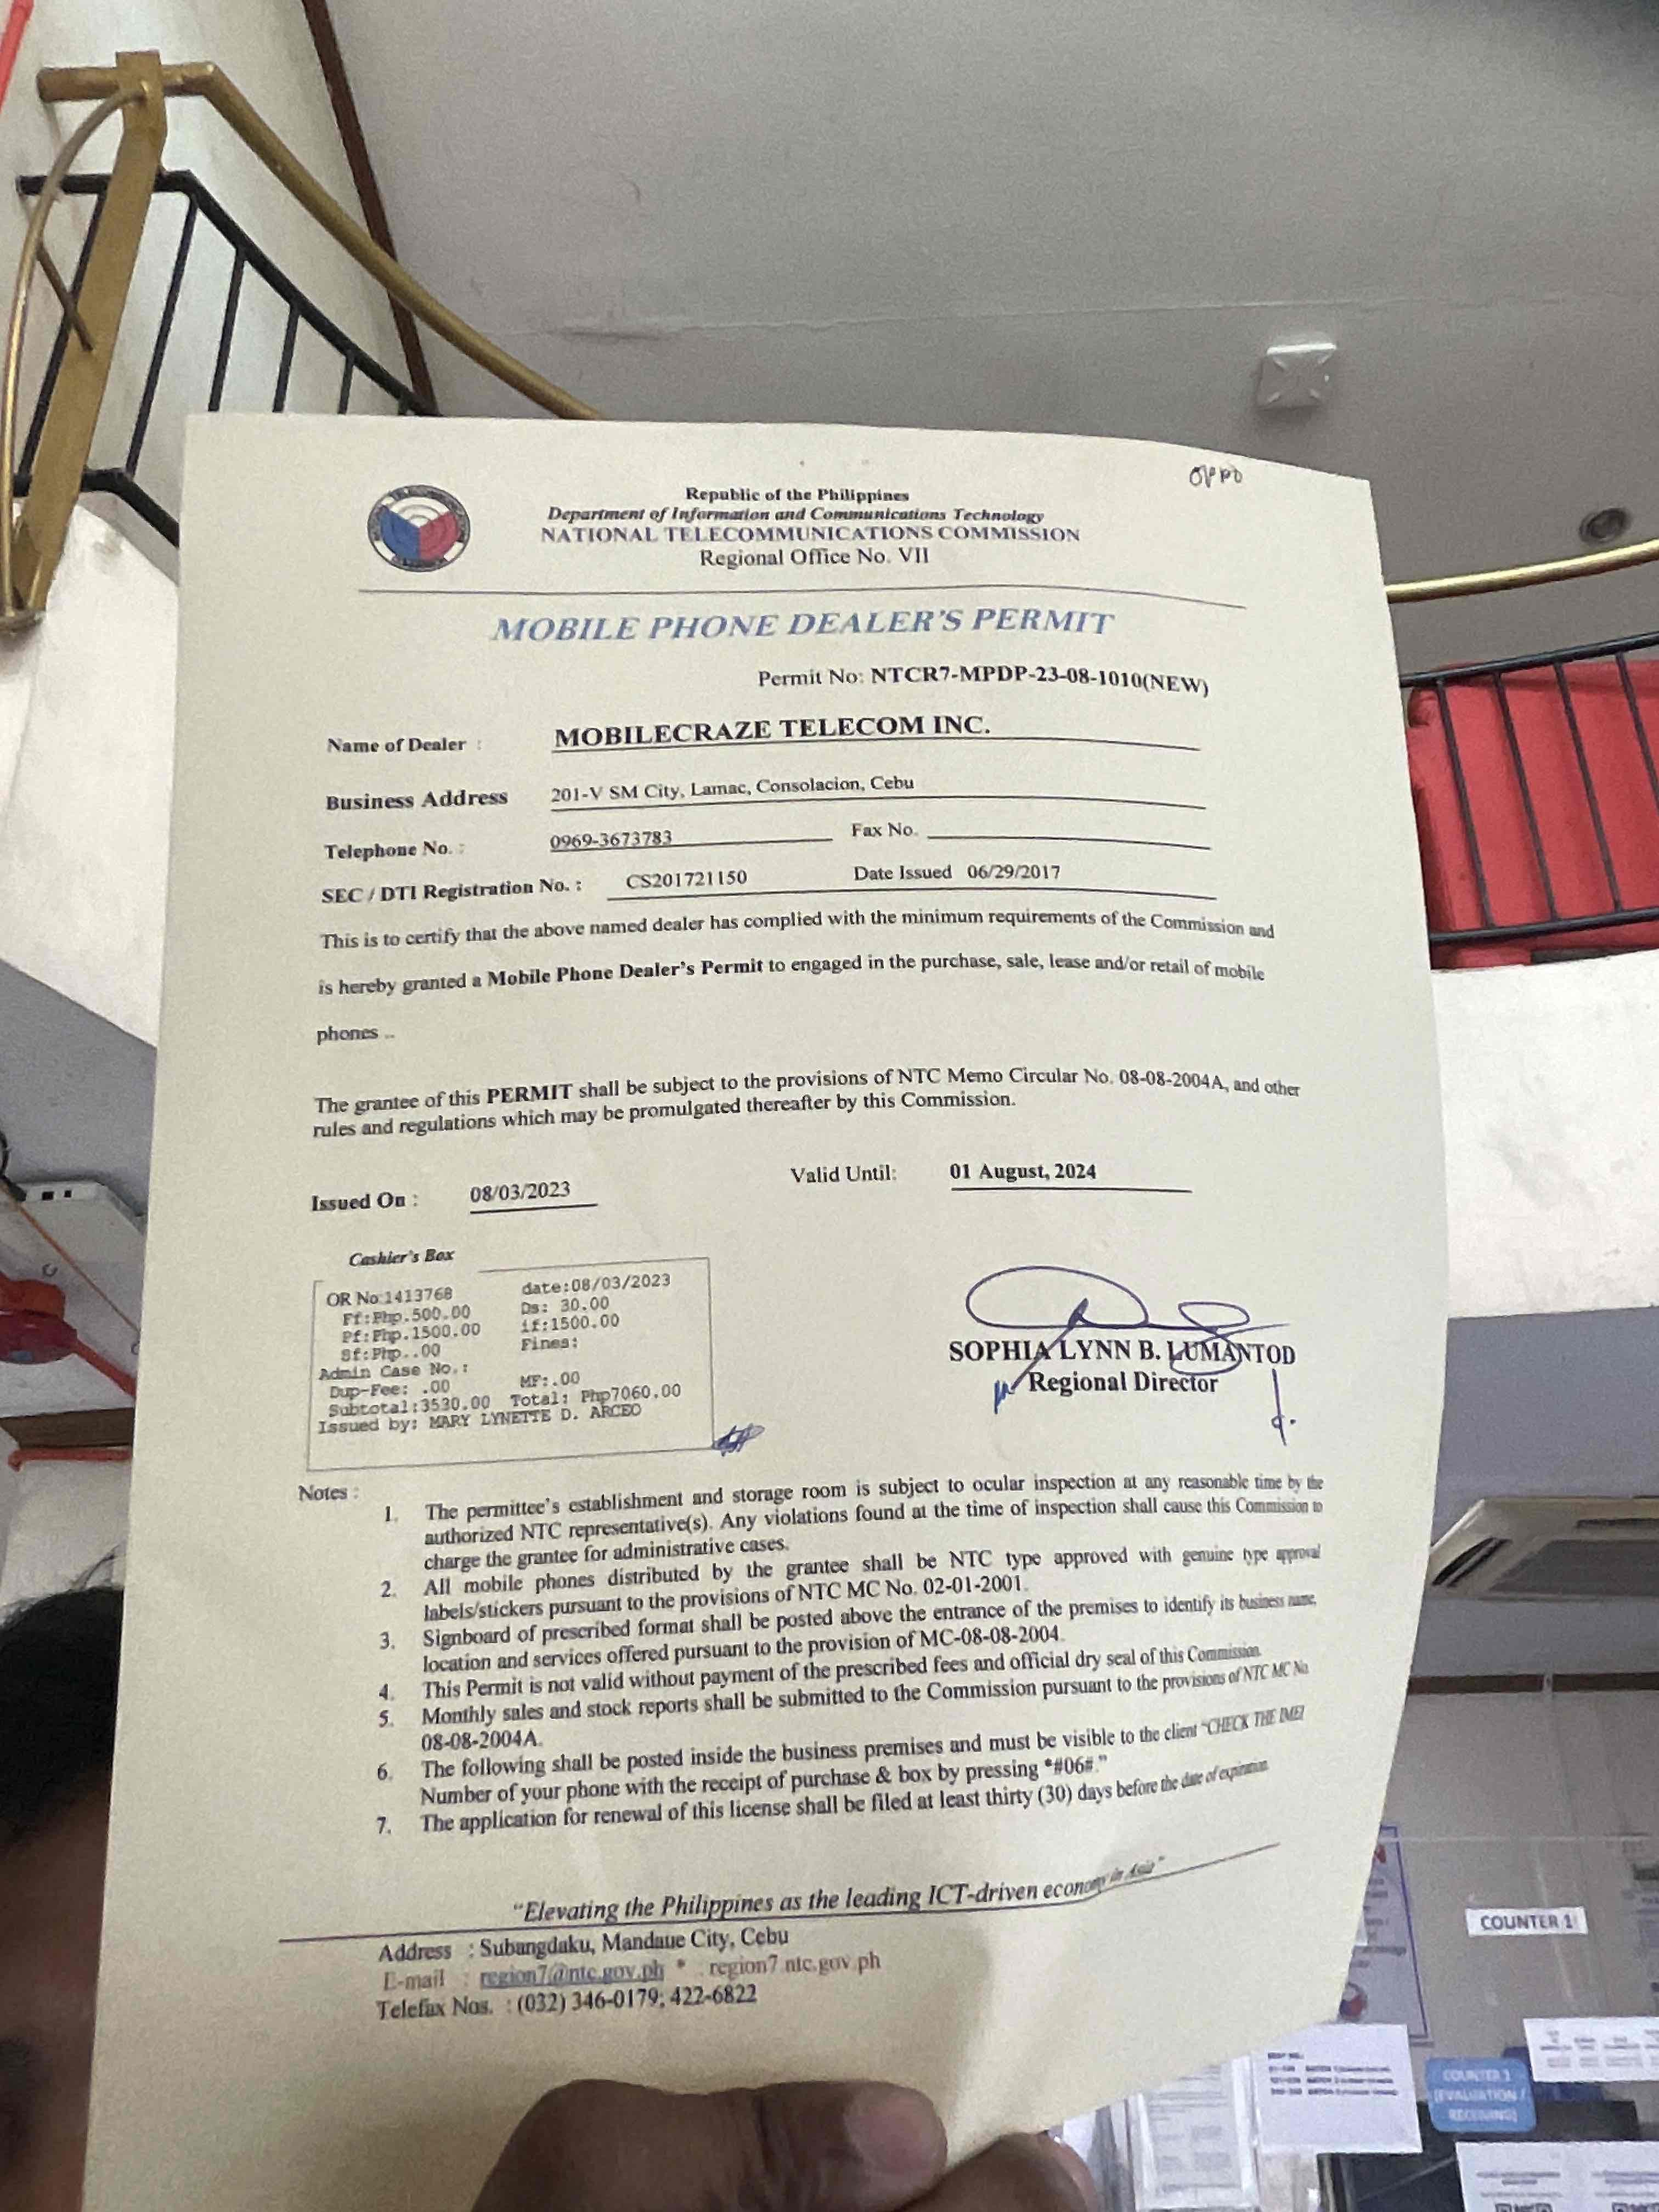 OPPO
Republic of the Philippines
Department of Information and Communications Technology
NATIONAL TELECOMMUNICATIONS COMMISSION
Regional Office No. VII
MOBILE PHONE DEALER'S PERMIT
Permit No: NTCR7-MPDP-23-08-1010(NEW)
Name of Dealer : MOBILECRAZE TELECOM INC.
Business Address 201-V SM City, Lamac, Consolacion, Cebu
Telephone No. : 0969-3673783 Fax No.
SEC / DTI Registration No. : CS201721150 Date Issued 06/29/2017
This is to certify that the above named dealer has complied with the minimum requirements of the Commission and
is hereby granted a Mobile Phone Dealer's Permit to engaged in the purchase, sale, lease and/or retail of mobile
phones ..
The grantee of this PERMIT shall be subject to the provisions of NTC Memo Circular No. 08-08-2004A, and other
rules and regulations which may be promulgated thereafter by this Commission.
Issued On : 08/03/2023 Valid Until: 01 August, 2024
Cashier's Box
OR No:1413768 date:08/03/2023
Ff:Php.500.00 Ds: 30.00
Pf:Php.1500.00 if:1500.00
Sf:Php..00 Fines:
Admin Case No.:
Dup-Fee: .00 MF:.00
Subtotal:3530.00 Total: Php7060.00
Issued by: MARY LYNETTE D. ARCEO
SOPHIA LYNN B. LUMANTOD
Regional Director
Notes :
1. The permittee's establishment and storage room is subject to ocular inspection at any reasonable time by the
authorized NTC representative(s). Any violations found at the time of inspection shall cause this Commission to
charge the grantee for administrative cases.
2. All mobile phones distributed by the grantee shall be NTC type approved with genuine type approval
labels/stickers pursuant to the provisions of NTC MC No. 02-01-2001.
3. Signboard of prescribed format shall be posted above the entrance of the premises to identify its business name,
location and services offered pursuant to the provision of MC-08-08-2004.
4. This Permit is not valid without payment of the prescribed fees and official dry seal of this Commission.
5. Monthly sales and stock reports shall be submitted to the Commission pursuant to the provisions of NTC MC No
08-08-2004A.
6. The following shall be posted inside the business premises and must be visible to the client "CHECK THE IMEI
Number of your phone with the receipt of purchase & box by pressing *#06#."
7. The application for renewal of this license shall be filed at least thirty (30) days before the date of expiration.
"Elevating the Philippines as the leading ICT-driven economy in Asia"
Address : Subangdaku, Mandaue City, Cebu
E-mail : region7@ntc.gov.ph * : region7.ntc.gov.ph
Telefax Nos. : (032) 346-0179; 422-6822
COUNTER 1
COUNTER 1
(EVALUATION /
RECEIVING)